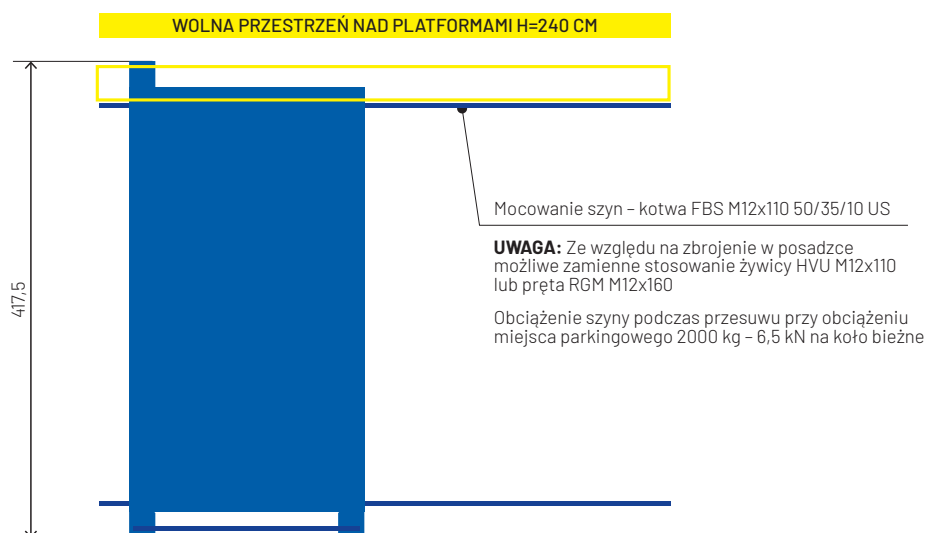 WOLNA PRZESTRZEŃ NAD PLATFORMAMI H=240 CM
417,5
Mocowanie szyn – kotwa FBS M12x110 50/35/10 US
UWAGA: Ze względu na zbrojenie w posadzce
możliwe zamienne stosowanie żywicy HVU M12x110
lub pręta RGM M12x160
Obciążenie szyny podczas przesuwu przy obciążeniu
miejsca parkingowego 2000 kg – 6,5 kN na koło bieżne